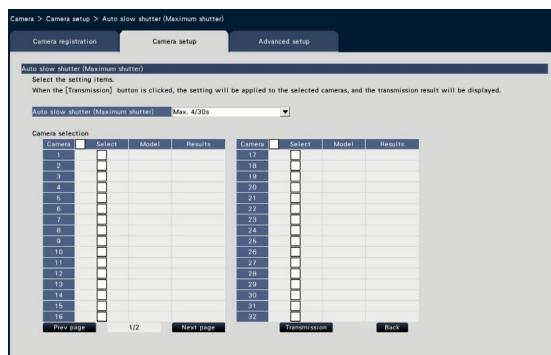 Camera > Camera setup > Auto slow shutter (Maximum shutter)
Camera registration Camera setup Advanced setup
Auto slow shutter (Maximum shutter)
Select the setting items.
When the [Transmission] button is clicked, the setting will be applied to the selected cameras, and the transmission result will be displayed.
Auto slow shutter (Maximum shutter) Max. 4/30s
Camera selection
Camera Select Model Results Camera Select Model Results
1 17
2 18
3 19
4 20
5 21
6 22
7 23
8 24
9 25
10 26
11 27
12 28
13 29
14 30
15 31
16 32
Prev page 1/2 Next page Transmission Back